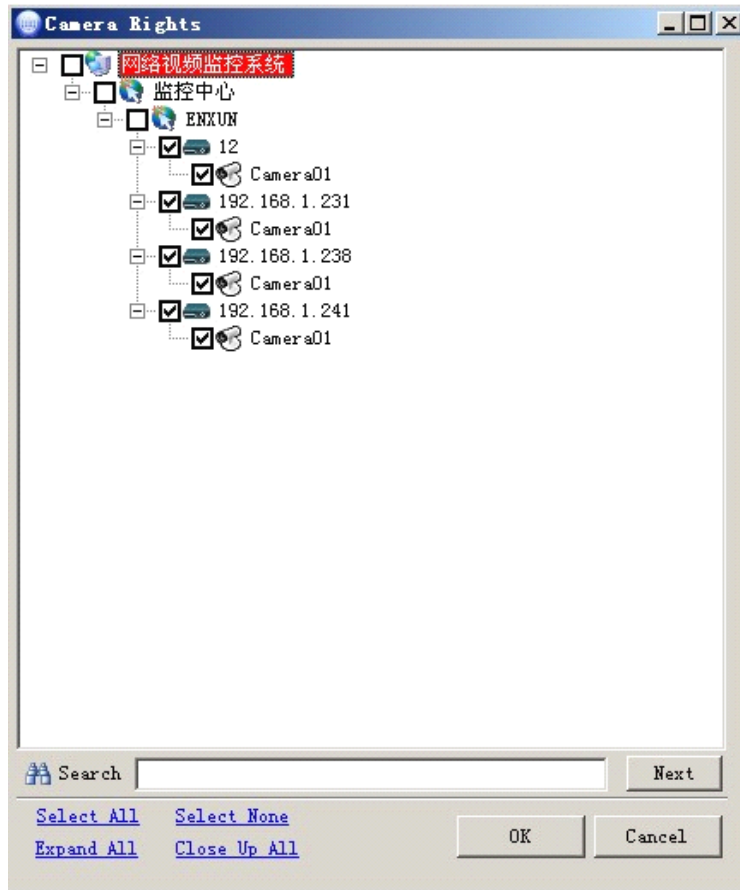 Camera Rights
网络视频监控系统
监控中心
ENXUN
12
Camera01
192.168.1.231
Camera01
192.168.1.238
Camera01
192.168.1.241
Camera01
Search
Next
Select All Select None
Expand All Close Up All
OK Cancel